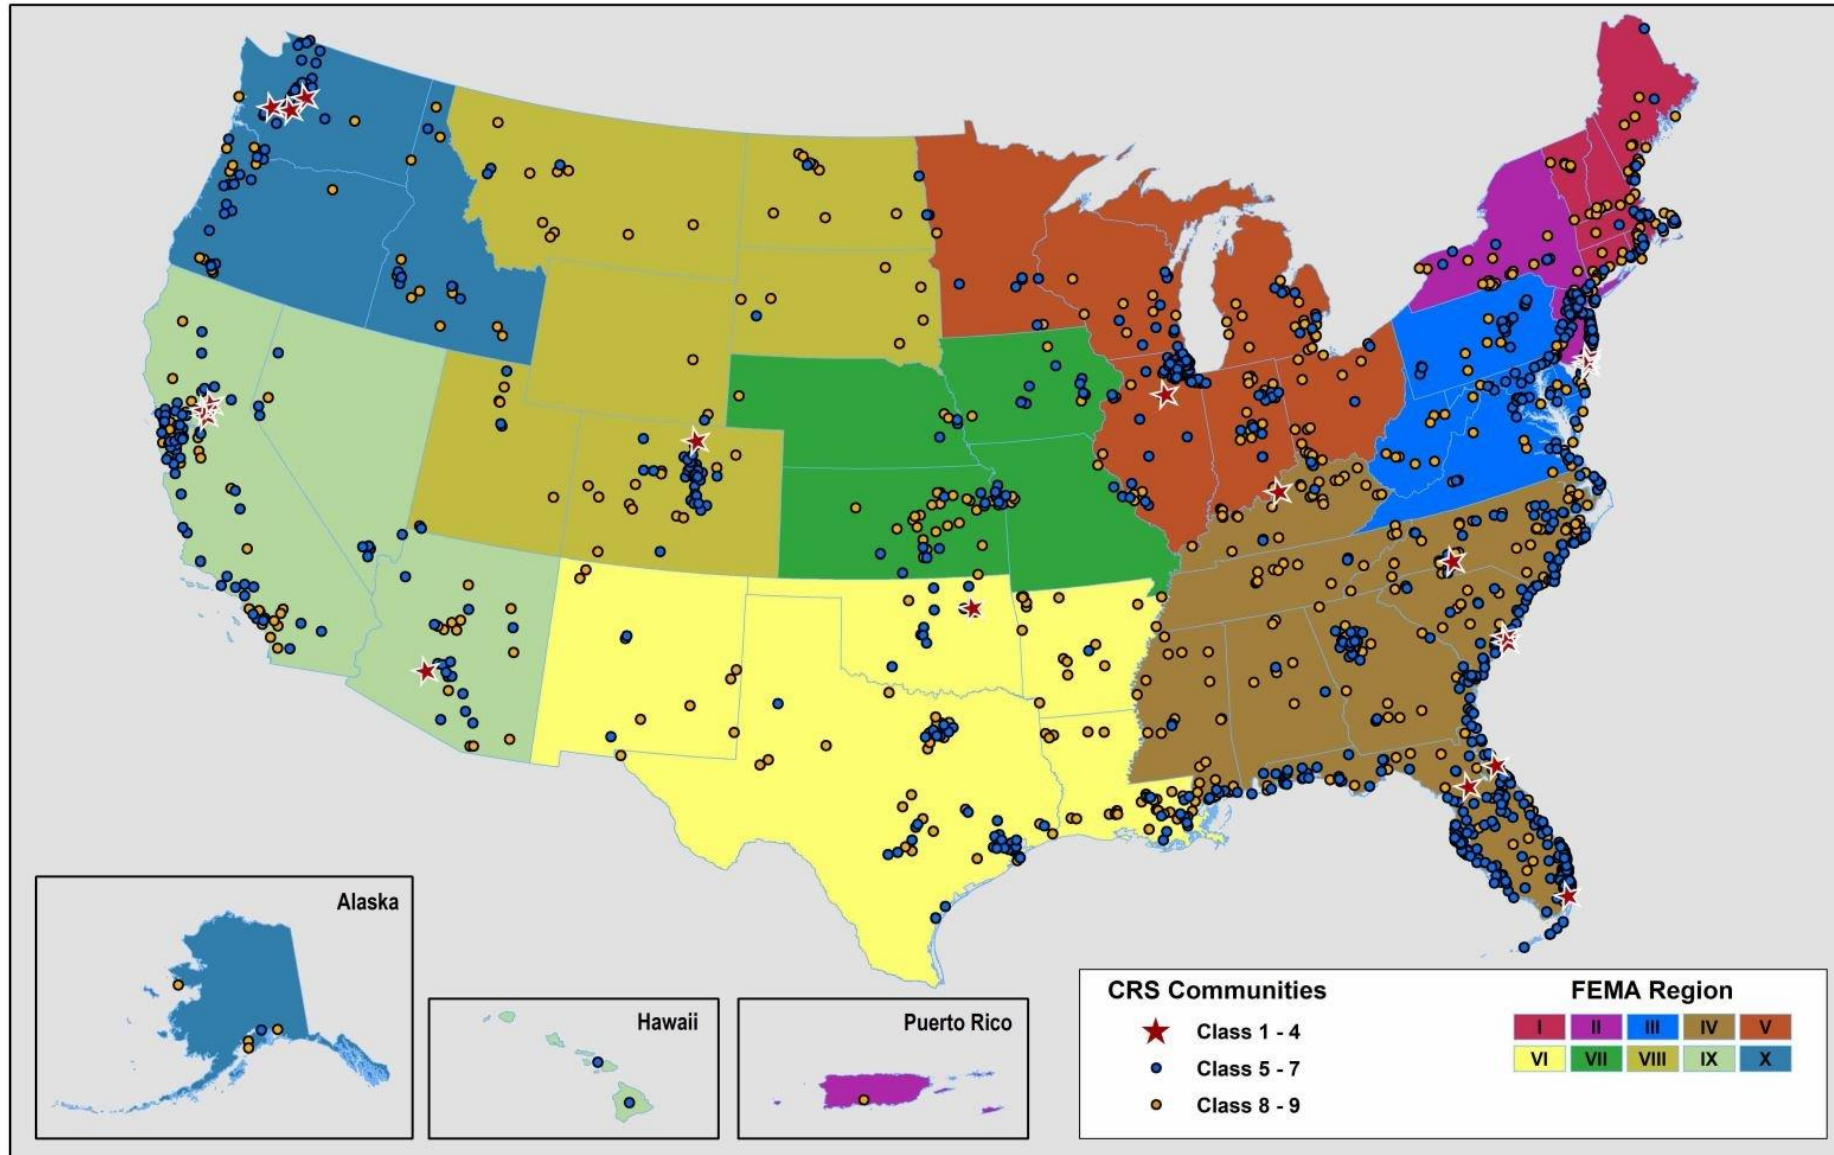 Alaska
Hawaii
Puerto Rico
CRS Communities
Class 1 - 4
Class 5 - 7
Class 8 - 9
FEMA Region
I II III IV V
VI VII VIII IX X